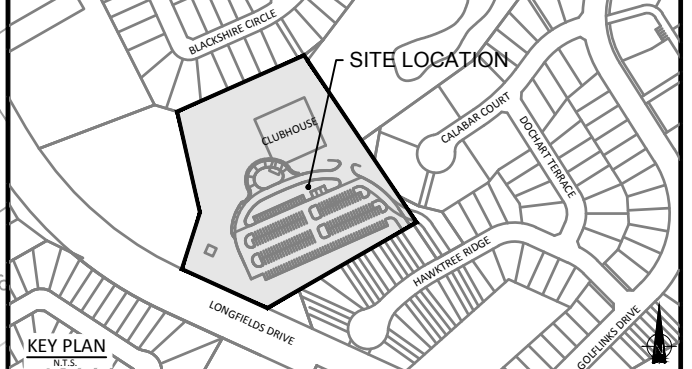 BLACKSHIRE CIRCLE
SITE LOCATION
CLUBHOUSE
CALABAR COURT
DOCHART TERRACE
HAWKTREE RIDGE
LONGFIELDS DRIVE
GOLFLINKS DRIVE
KEY PLAN
N.T.S.